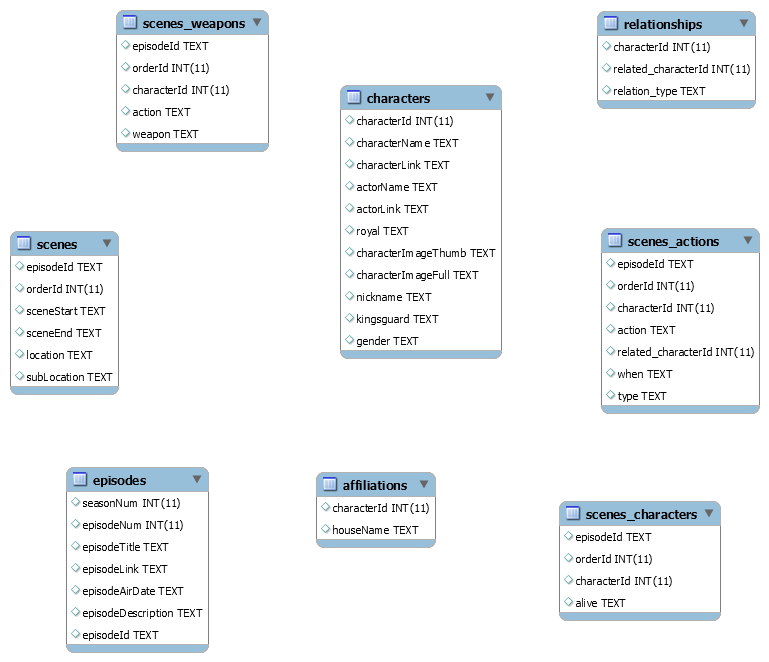 scenes_weapons
episodeId TEXT
orderId INT(11)
characterId INT(11)
action TEXT
weapon TEXT
relationships
characterId INT(11)
related_characterId INT(11)
relation_type TEXT
characters
characterId INT(11)
characterName TEXT
characterLink TEXT
actorName TEXT
actorLink TEXT
royal TEXT
characterImageThumb TEXT
characterImageFull TEXT
nickname TEXT
kingsguard TEXT
gender TEXT
scenes
episodeId TEXT
orderId INT(11)
sceneStart TEXT
sceneEnd TEXT
location TEXT
subLocation TEXT
scenes_actions
episodeId TEXT
orderId INT(11)
characterId INT(11)
action TEXT
related_characterId INT(11)
when TEXT
type TEXT
episodes
seasonNum INT(11)
episodeNum INT(11)
episodeTitle TEXT
episodeLink TEXT
episodeAirDate TEXT
episodeDescription TEXT
episodeId TEXT
affiliations
characterId INT(11)
houseName TEXT
scenes_characters
episodeId TEXT
orderId INT(11)
characterId INT(11)
alive TEXT